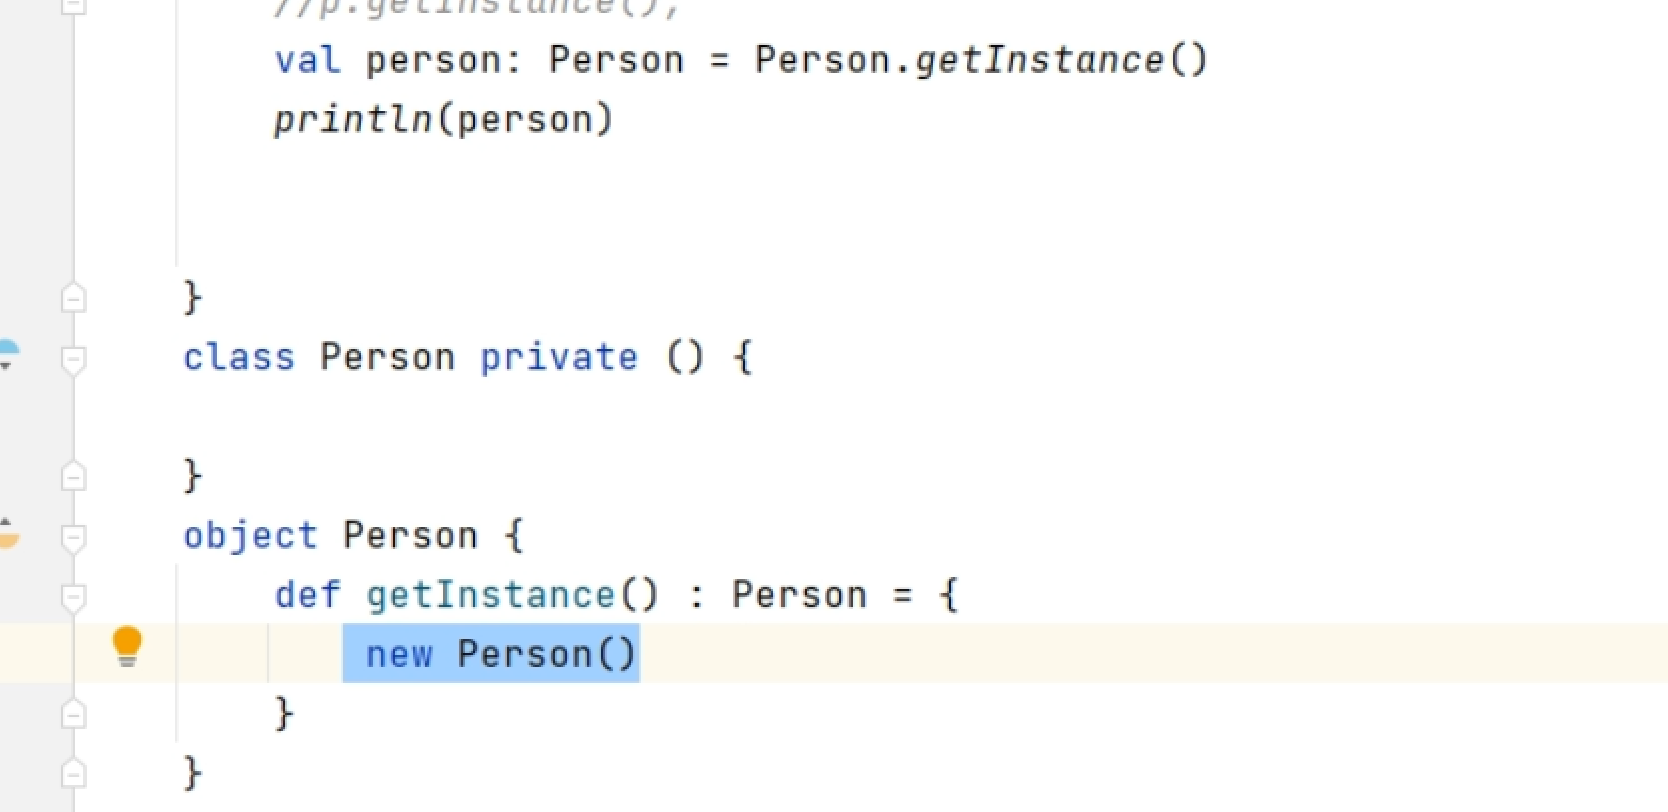 //p.getInstance();
val person: Person = Person.getInstance()
println(person)
}
class Person private () {
}
object Person {
def getInstance() : Person = {
new Person()
}
}